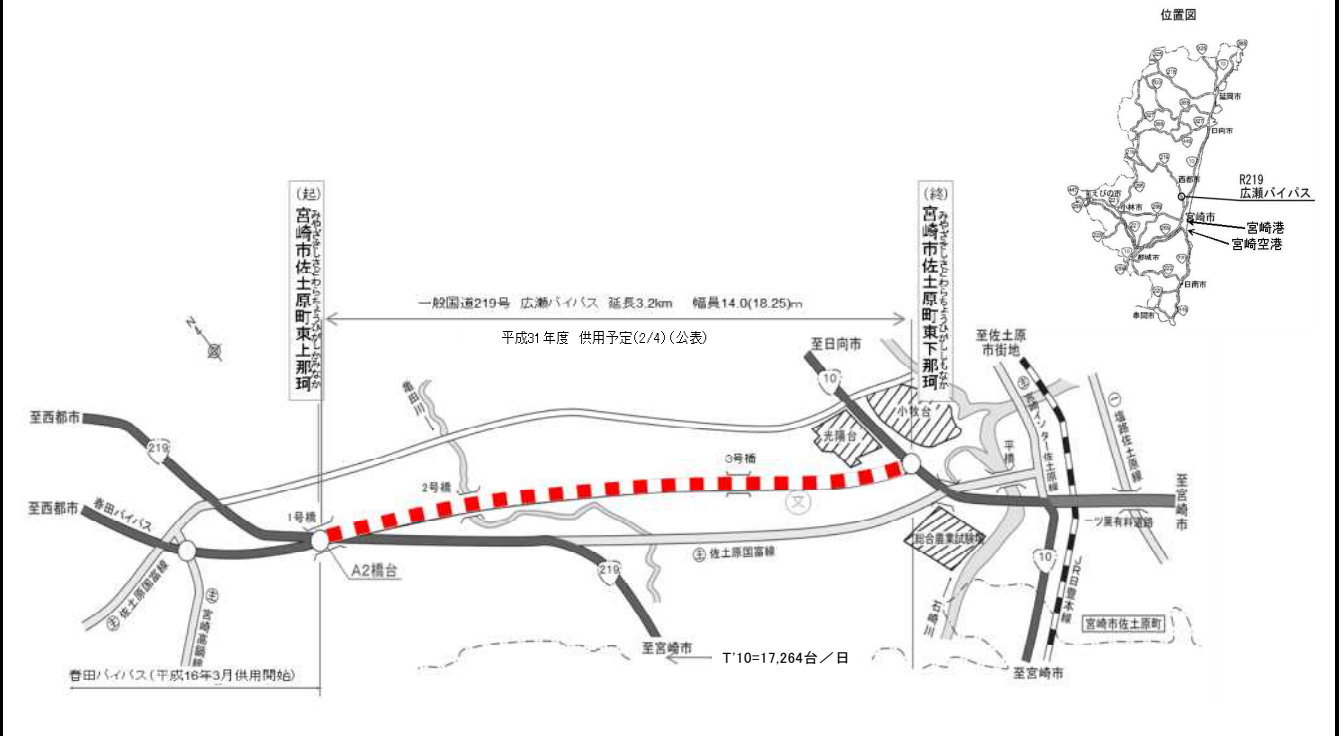 位置図
延岡市
日向市
西都市
R219
広瀬バイパス
えびの市
小林市
宮崎市
宮崎港
宮崎空港
都城市
日南市
串間市
(起)
宮崎市佐土原町東上那珂
みやざきしさどわらちょうひがしかみなか
(終)
宮崎市佐土原町東下那珂
みやざきしさどわらちょうひがししもなか
一般国道219号 広瀬バイパス 延長3.2km 幅員14.0(18.25)m
平成31年度 供用予定(2/4)(公表)
N
至日向市
10
至佐土原
市街地
主 宮崎インター佐土原線
一 塩路佐土原線
小牧台
光陽台
平橋
亀田川
至西都市
219
至西都市
春田バイパス
1号橋
2号橋
3号橋
文
A2橋台
主 佐土原国富線
主 佐土原国富線
主 宮崎高鍋線
219
総合農業試験場
石崎川
10
JR日豊本線
一ツ葉有料道路
至宮崎市
宮崎市佐土原町
至宮崎市
至宮崎市
T'10=17,264台/日
春田バイパス(平成16年3月供用開始)